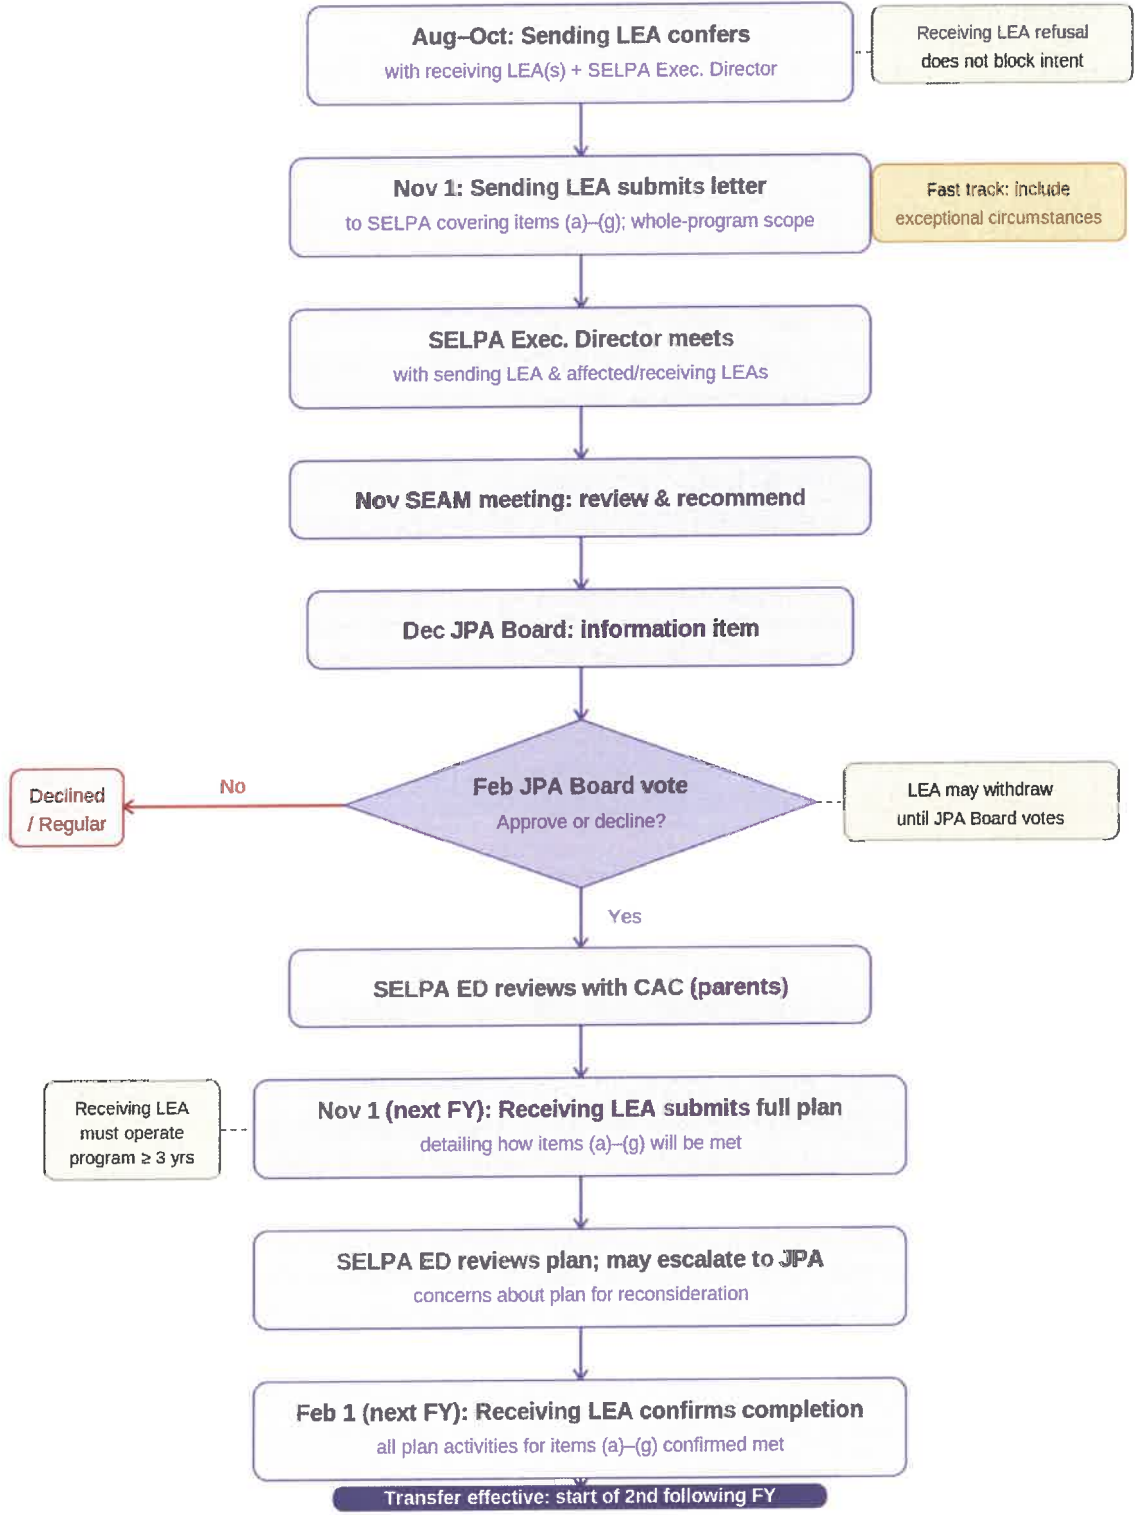 Aug–Oct: Sending LEA confers
with receiving LEA(s) + SELPA Exec. Director
Receiving LEA refusal
does not block intent
Nov 1: Sending LEA submits letter
to SELPA covering items (a)–(g); whole-program scope
Fast track: include
exceptional circumstances
SELPA Exec. Director meets
with sending LEA & affected/receiving LEAs
Nov SEAM meeting: review & recommend
Dec JPA Board: information item
Feb JPA Board vote
Approve or decline?
No
Declined
/ Regular
LEA may withdraw
until JPA Board votes
Yes
SELPA ED reviews with CAC (parents)
Nov 1 (next FY): Receiving LEA submits full plan
detailing how items (a)–(g) will be met
Receiving LEA
must operate
program ≥ 3 yrs
SELPA ED reviews plan; may escalate to JPA
concerns about plan for reconsideration
Feb 1 (next FY): Receiving LEA confirms completion
all plan activities for items (a)–(g) confirmed met
Transfer effective: start of 2nd following FY